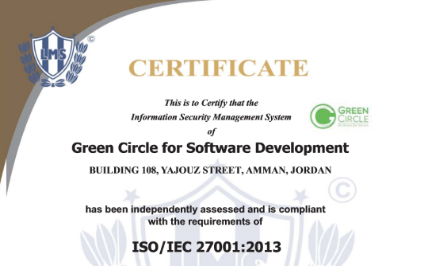 LMS
CERTIFICATE
This is to Certify that the
Information Security Management System
of
GREEN
CIRCLE
Green Circle for Software Development
BUILDING 108, YAJOUZ STREET, AMMAN, JORDAN
©
has been independently assessed and is compliant
with the requirements of
ISO/IEC 27001:2013